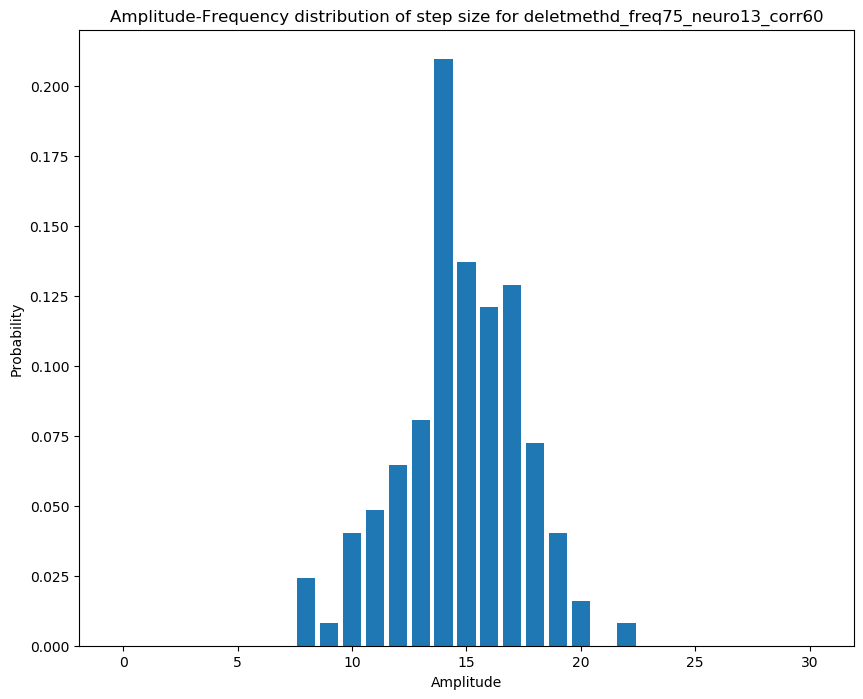 Amplitude-Frequency distribution of step size for deletmethd_freq75_neuro13_corr60
0.200
0.175
0.150
0.125
0.100
0.075
0.050
0.025
0.000
Probability
0 5 10 15 20 25 30
Amplitude